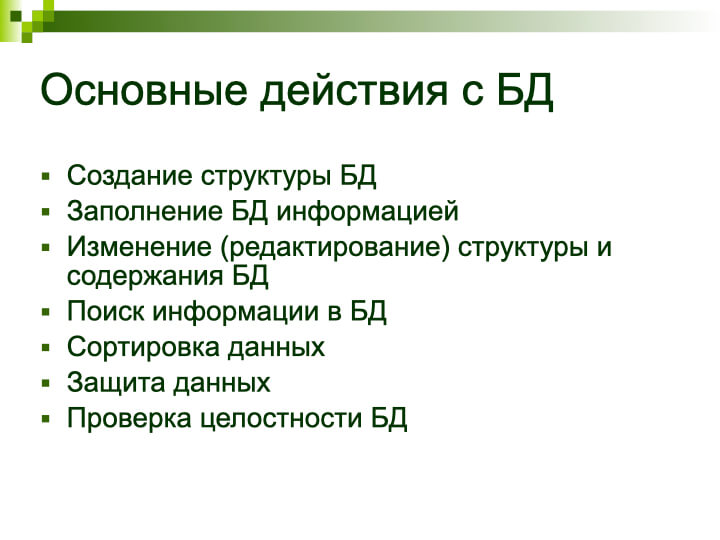 Основные действия с БД
▪ Создание структуры БД
▪ Заполнение БД информацией
▪ Изменение (редактирование) структуры и
содержания БД
▪ Поиск информации в БД
▪ Сортировка данных
▪ Защита данных
▪ Проверка целостности БД